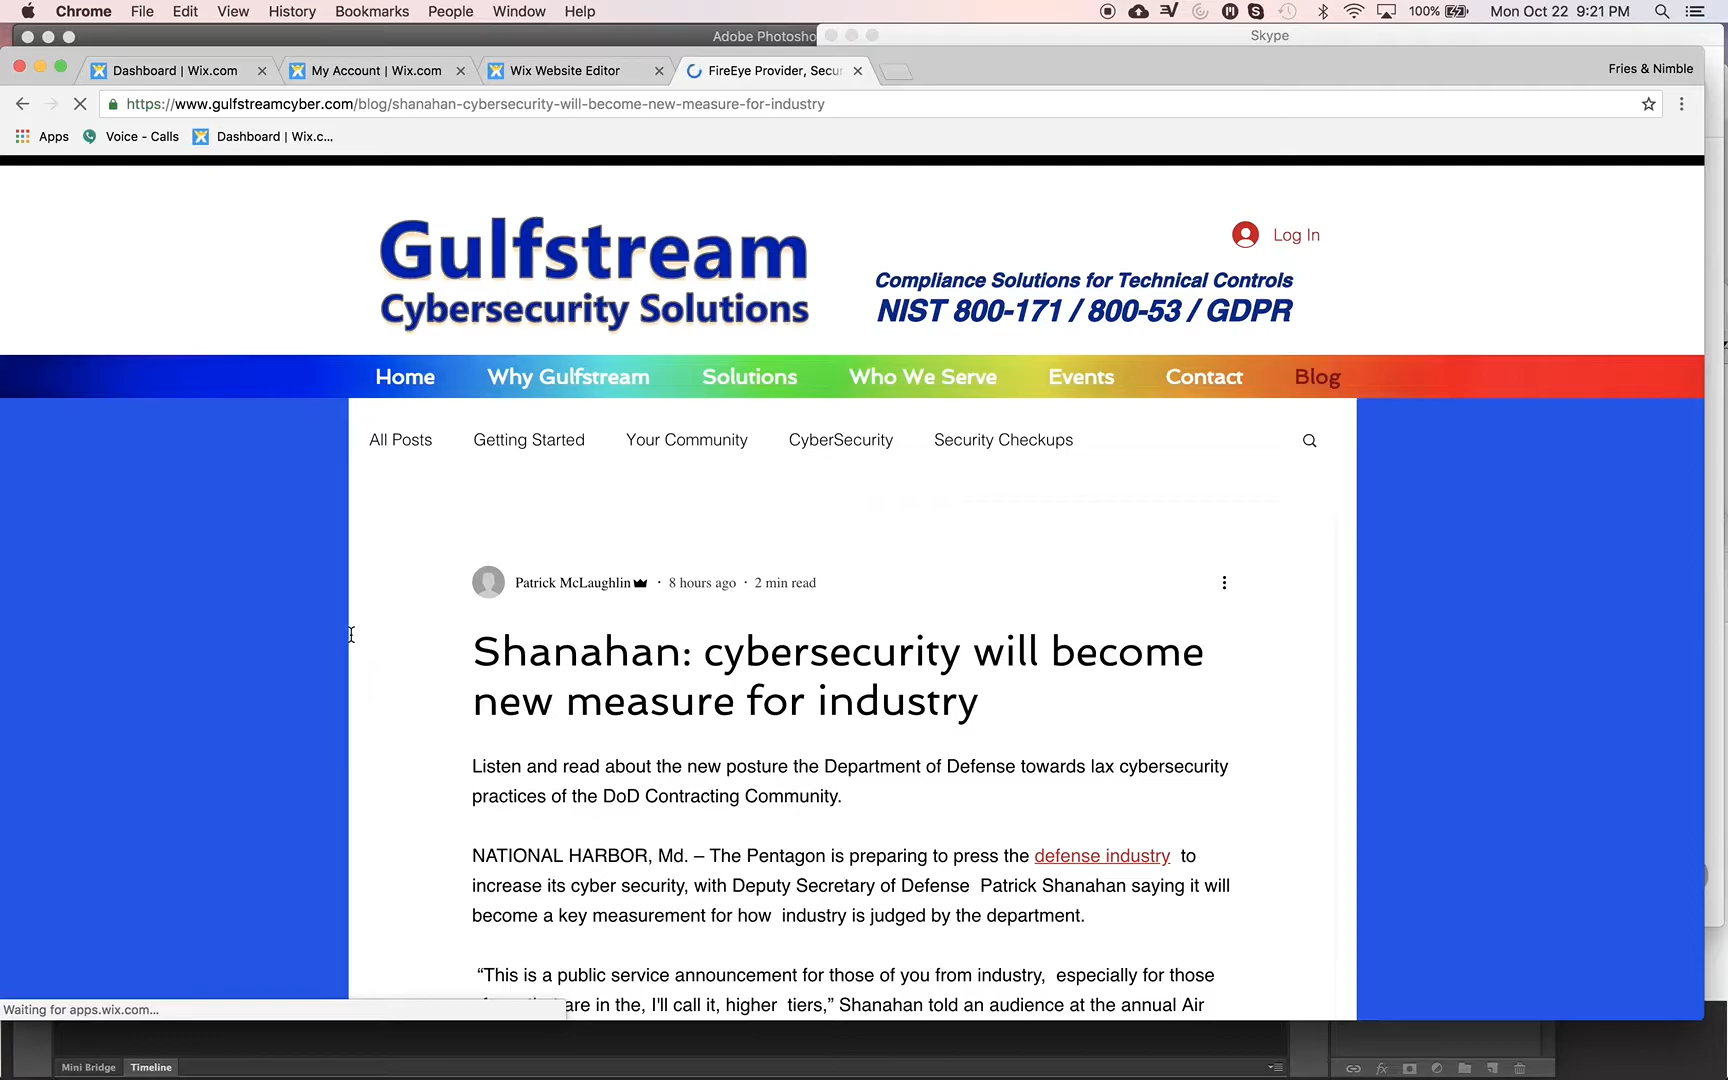 Chrome File Edit View History Bookmarks People Window Help 100% Mon Oct 22 9:21 PM
Adobe Photosho Skype
Dashboard | Wix.com My Account | Wix.com Wix Website Editor FireEye Provider, Secur Fries & Nimble
https://www.gulfstreamcyber.com/blog/shanahan-cybersecurity-will-become-new-measure-for-industry
Apps Voice - Calls Dashboard | Wix.c...
Gulfstream
Cybersecurity Solutions
Log In
Compliance Solutions for Technical Controls
NIST 800-171 / 800-53 / GDPR
Home Why Gulfstream Solutions Who We Serve Events Contact Blog
All Posts Getting Started Your Community CyberSecurity Security Checkups
Patrick McLaughlin · 8 hours ago · 2 min read
Shanahan: cybersecurity will become
new measure for industry
Listen and read about the new posture the Department of Defense towards lax cybersecurity
practices of the DoD Contracting Community.
NATIONAL HARBOR, Md. – The Pentagon is preparing to press the defense industry to
increase its cyber security, with Deputy Secretary of Defense Patrick Shanahan saying it will
become a key measurement for how industry is judged by the department.
“This is a public service announcement for those of you from industry, especially for those
are in the, I'll call it, higher tiers,” Shanahan told an audience at the annual Air
Waiting for apps.wix.com...
Mini Bridge Timeline